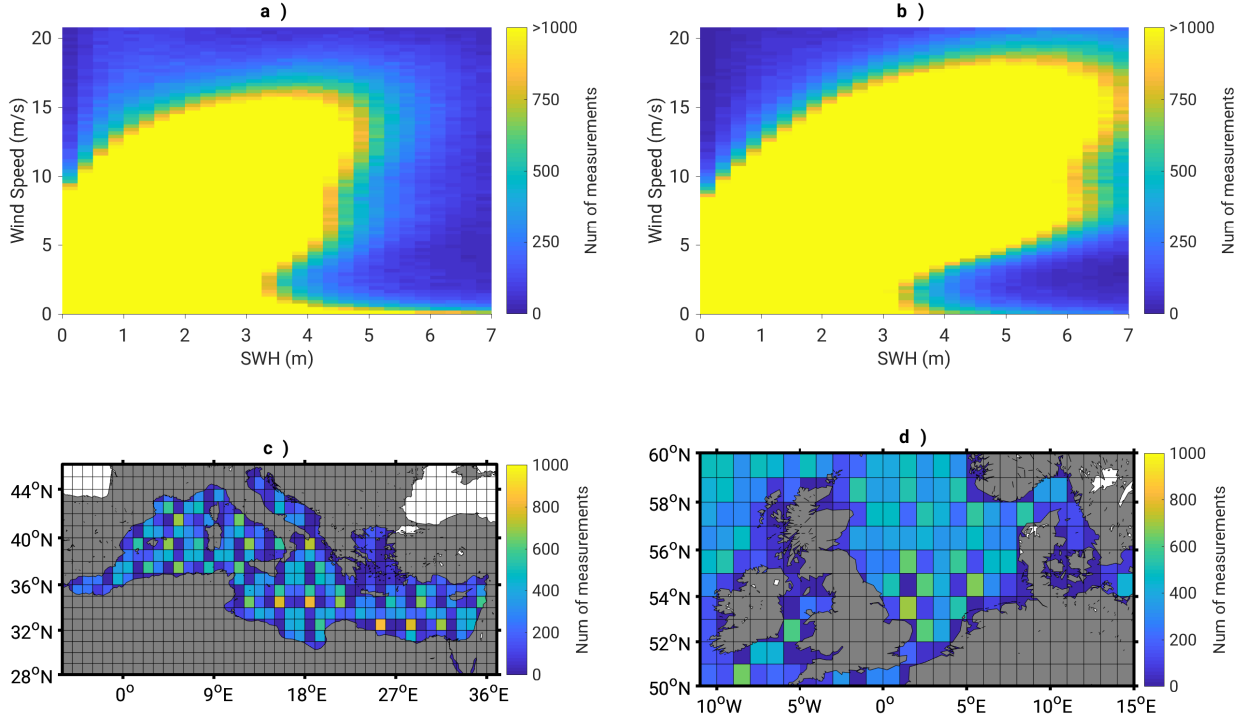 a )
b )
20
15
10
5
0
Wind Speed (m/s)
0 1 2 3 4 5 6 7
SWH (m)
>1000
750
500
250
0
Num of measurements
20
15
10
5
0
Wind Speed (m/s)
0 1 2 3 4 5 6 7
SWH (m)
>1000
750
500
250
0
Num of measurements
c )
44°N
40°N
36°N
32°N
28°N
0° 9°E 18°E 27°E 36°E
1000
800
600
400
200
0
Num of measurements
d )
60°N
58°N
56°N
54°N
52°N
50°N
10°W 5°W 0° 5°E 10°E 15°E
1000
800
600
400
200
0
Num of measurements